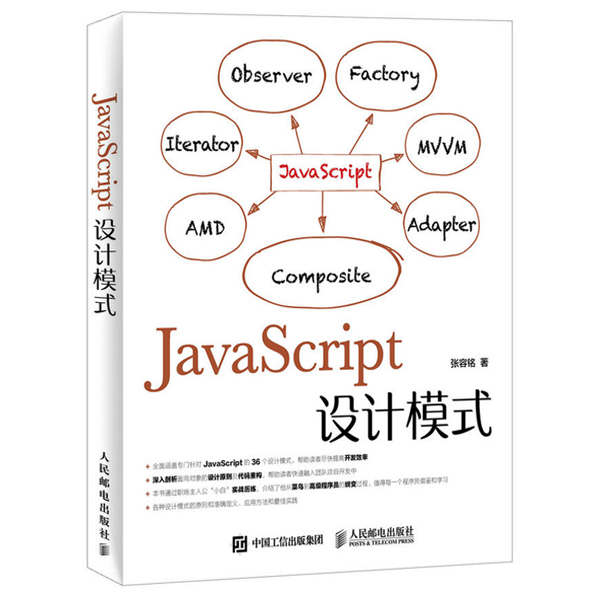 JavaScript 设计模式
人民邮电出版社
Observer
Factory
Iterator
JavaScript
MVVM
AMD
Adapter
Composite
JavaScript
张容铭 著
设计模式
全面涵盖专门针对 JavaScript 的 36 个设计模式,帮助读者尽快提高开发效率
深入剖析面向对象的设计原则及代码重构,帮助读者快速融入团队项目开发中
本书通过职场主人公“小白”实战历练,介绍了他从菜鸟到高级程序员的蜕变过程,值得每一个程序员借鉴和学习
各种设计模式的原则和准确定义、应用方法和最佳实践
中国工信出版集团
人民邮电出版社
POSTS & TELECOM PRESS